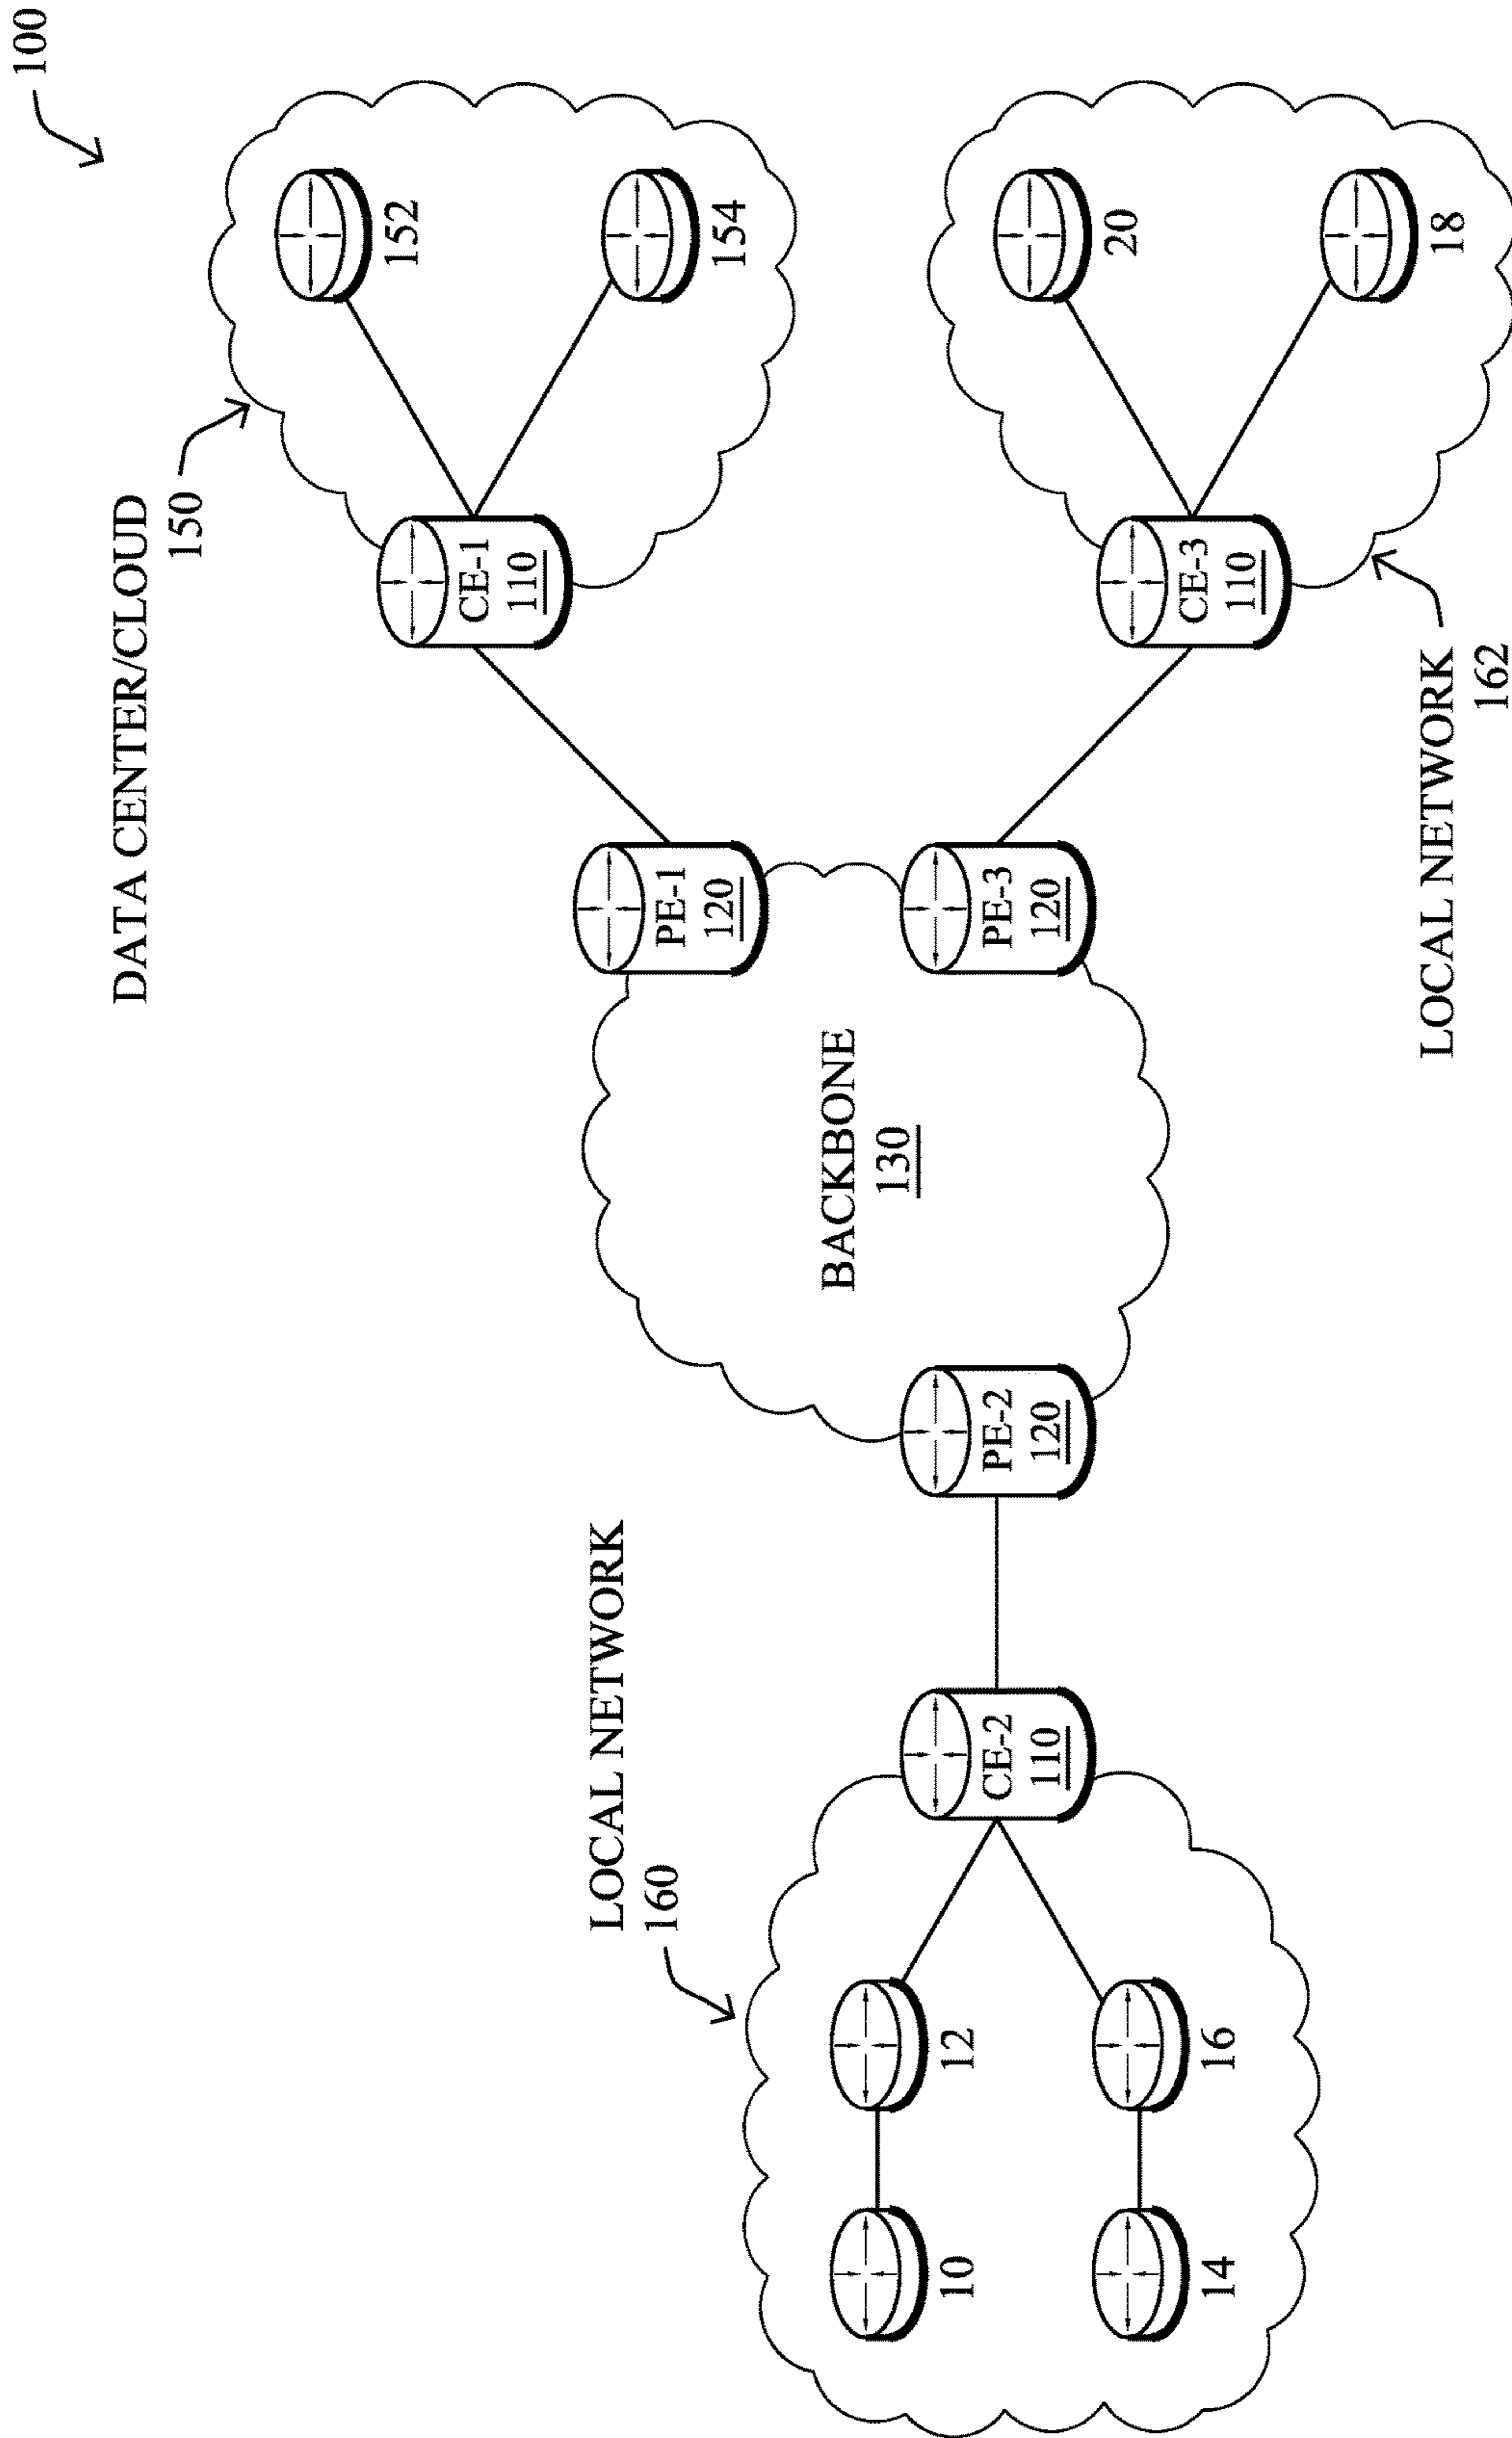 100
DATA CENTER/CLOUD
150
152
CE-1
110
154
PE-1
120
LOCAL NETWORK
160
BACKBONE
130
10
12
CE-2
110
PE-2
120
PE-3
120
CE-3
110
20
14
16
18
LOCAL NETWORK
162